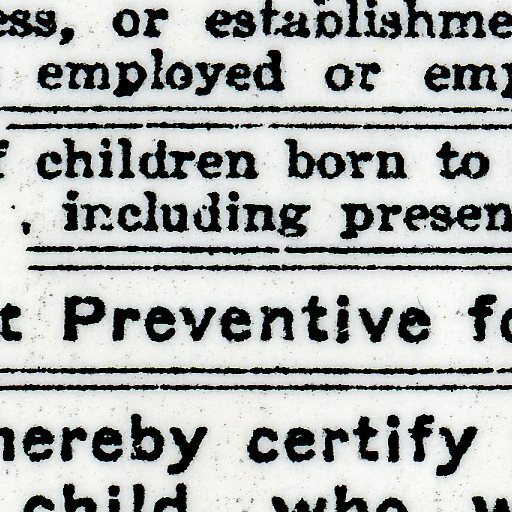 ess, or establishme
employed or emp
f children born to
, including presen
t Preventive fo
hereby certify
child who w